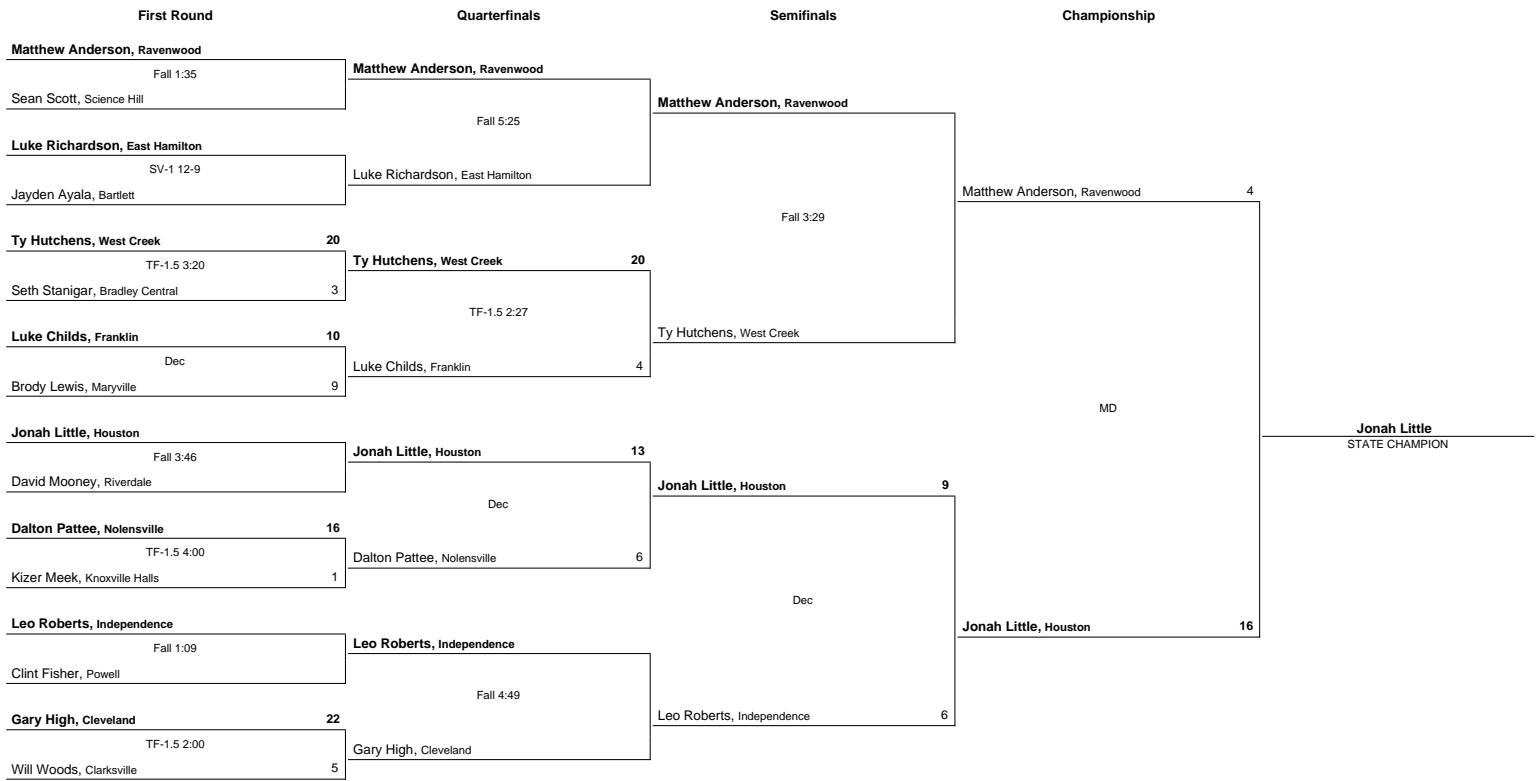 First Round
Quarterfinals
Semifinals
Championship
Matthew Anderson, Ravenwood
Fall 1:35
Sean Scott, Science Hill
Luke Richardson, East Hamilton
SV-1 12-9
Jayden Ayala, Bartlett
Ty Hutchens, West Creek 20
TF-1.5 3:20
Seth Stanigar, Bradley Central 3
Luke Childs, Franklin 10
Dec
Brody Lewis, Maryville 9
Jonah Little, Houston
Fall 3:46
David Mooney, Riverdale
Dalton Pattee, Nolensville 16
TF-1.5 4:00
Kizer Meek, Knoxville Halls 1
Leo Roberts, Independence
Fall 1:09
Clint Fisher, Powell
Gary High, Cleveland 22
TF-1.5 2:00
Will Woods, Clarksville 5
Matthew Anderson, Ravenwood
Fall 5:25
Luke Richardson, East Hamilton
Ty Hutchens, West Creek 20
TF-1.5 2:27
Luke Childs, Franklin 4
Jonah Little, Houston 13
Dec
Dalton Pattee, Nolensville 6
Leo Roberts, Independence
Fall 4:49
Gary High, Cleveland
Matthew Anderson, Ravenwood
Fall 3:29
Ty Hutchens, West Creek
Jonah Little, Houston 9
Dec
Leo Roberts, Independence 6
Matthew Anderson, Ravenwood 4
MD
Jonah Little, Houston 16
Jonah Little
STATE CHAMPION